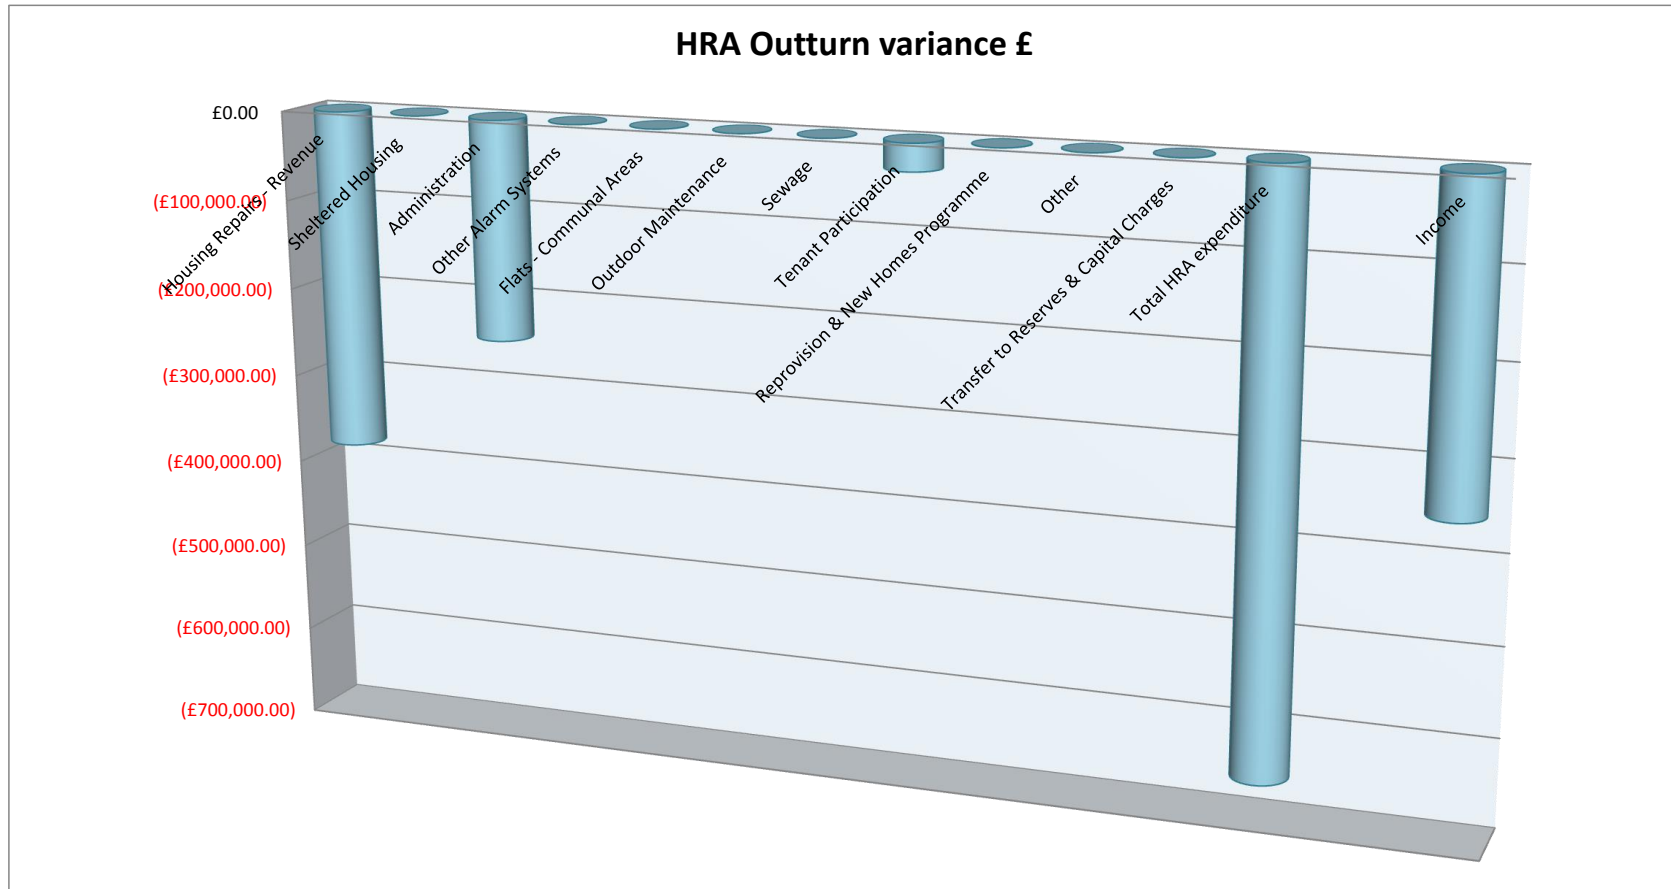 HRA Outturn variance £
£0.00
(£100,000.00)
(£200,000.00)
(£300,000.00)
(£400,000.00)
(£500,000.00)
(£600,000.00)
(£700,000.00)
Housing Repairs - Revenue
Sheltered Housing
Administration
Other Alarm Systems
Flats - Communal Areas
Outdoor Maintenance
Sewage
Tenant Participation
Reprovision & New Homes Programme
Other
Transfer to Reserves & Capital Charges
Total HRA expenditure
Income